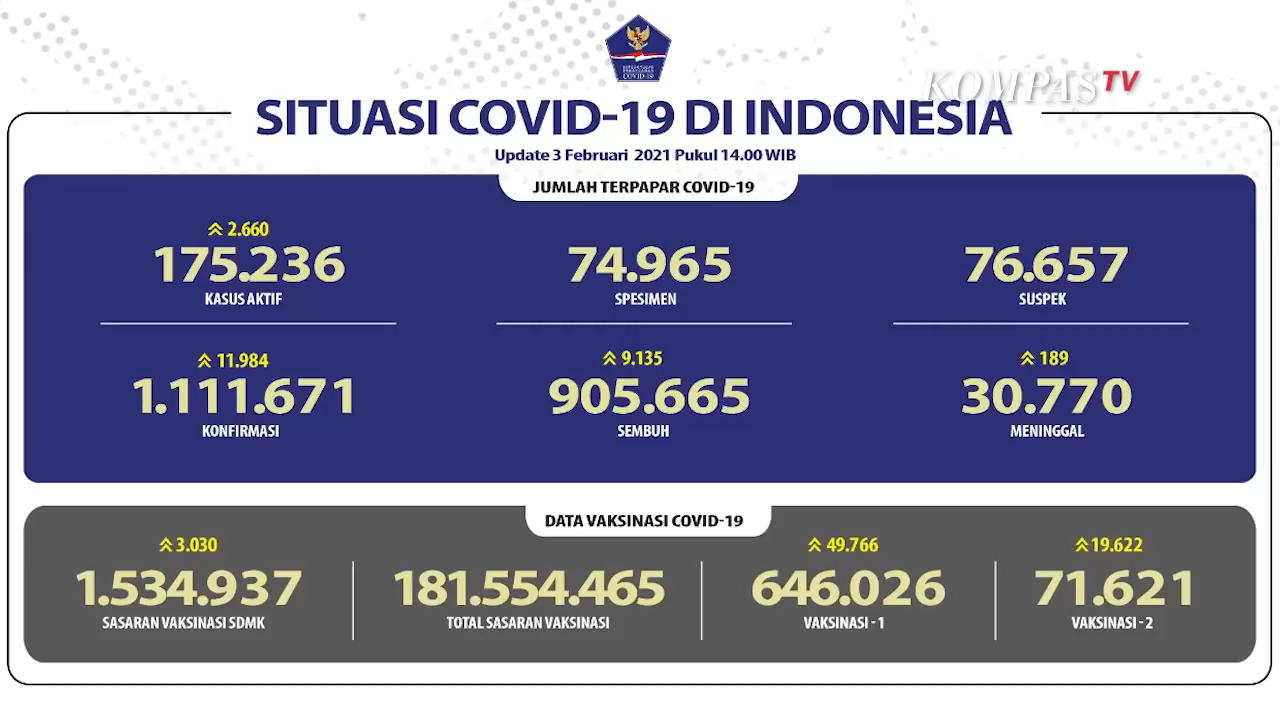 COVID-19
KOMPASTV
SITUASI COVID-19 DI INDONESIA
Update 3 Februari 2021 Pukul 14.00 WIB
JUMLAH TERPAPAR COVID-19
2.660
175.236
KASUS AKTIF
74.965
SPESIMEN
76.657
SUSPEK
11.984
1.111.671
KONFIRMASI
9.135
905.665
SEMBUH
189
30.770
MENINGGAL
DATA VAKSINASI COVID-19
3.030
1.534.937
SASARAN VAKSINASI SDMK
181.554.465
TOTAL SASARAN VAKSINASI
49.766
646.026
VAKSINASI - 1
19.622
71.621
VAKSINASI - 2